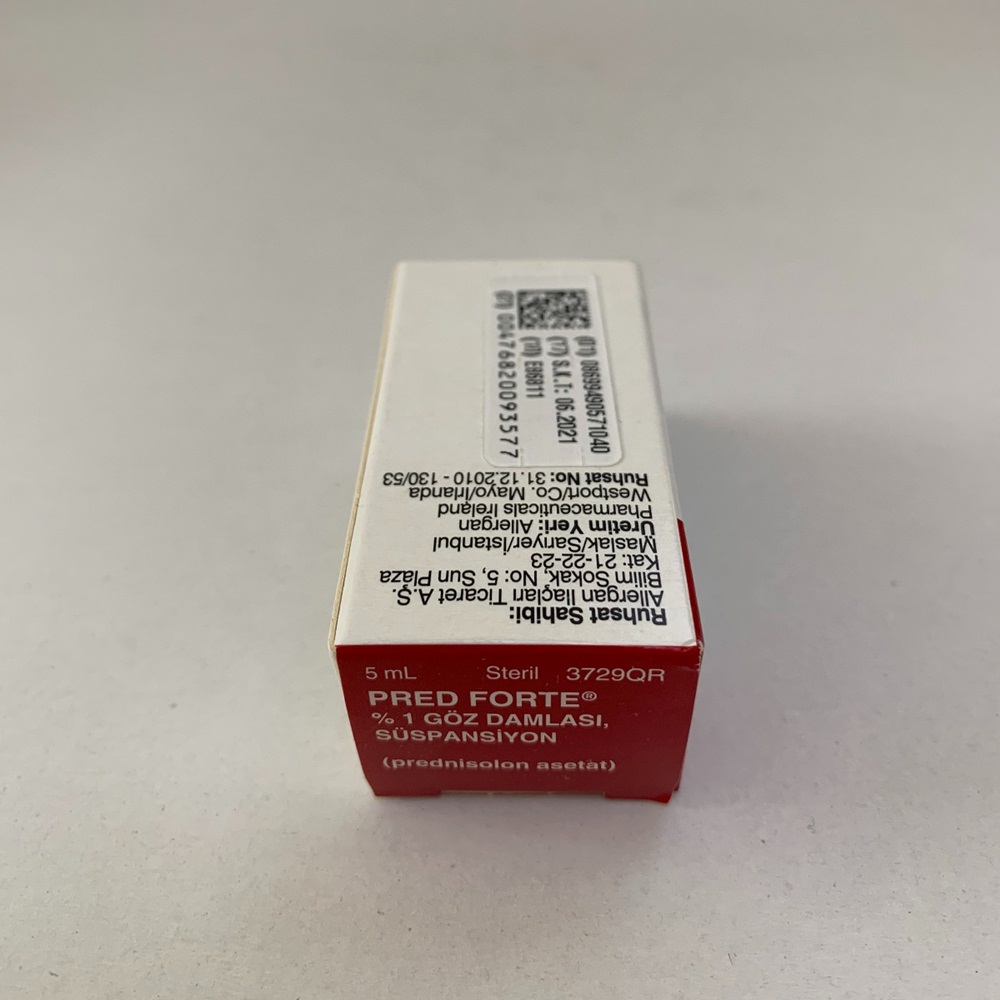 5 mL Steril 3729QR
PRED FORTE®
% 1 GÖZ DAMLASI,
SÜSPANSİYON
(prednisolon asetat)
Ruhsat Sahibi:
Allergan İlaçları Ticaret A.Ş.
Bilim Sokak, No: 5, Sun Plaza
Kat: 21-22-23
Maslak/Sarıyer/İstanbul
Üretim Yeri: Allergan
Pharmaceuticals Ireland
Westport/Co. Mayo/İrlanda
Ruhsat No: 31.12.2010 - 130/53
(01) 08699490571040
(17) S.K.T: 06.2021
(10) E86811
(21) 00476820093577